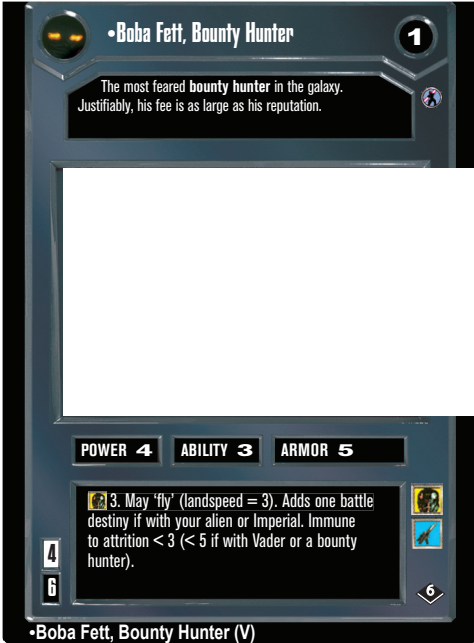 •Boba Fett, Bounty Hunter
1
The most feared bounty hunter in the galaxy.
Justifiably, his fee is as large as his reputation.
POWER 4 ABILITY 3 ARMOR 5
3. May ‘fly’ (landspeed = 3). Adds one battle
destiny if with your alien or Imperial. Immune
to attrition < 3 (< 5 if with Vader or a bounty
hunter).
4
6
6
•Boba Fett, Bounty Hunter (V)